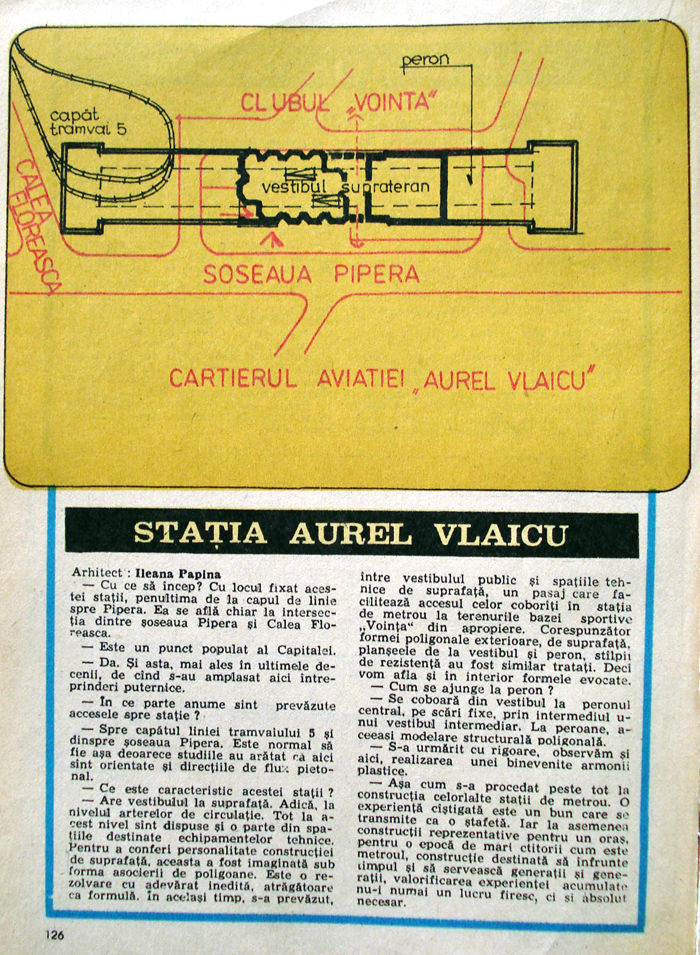 peron
CLUBUL „VOINTA"
capăt
tramvai 5
vestibul suprateran
CALEA
FLOREASCA
SOSEAUA PIPERA
CARTIERUL AVIATIEI „AUREL VLAICU"
STAȚIA AUREL VLAICU
Arhitect : Ileana Papina
— Cu ce să încep? Cu locul fixat aces-
tei stații, penultima de la capul de linie
spre Pipera. Ea se află chiar la intersec-
ția dintre șoseaua Pipera și Calea Flo-
reasca.
— Este un punct populat al Capitalei.
— Da. Și asta, mai ales în ultimele de-
cenii, de cînd s-au amplasat aici între-
prinderi puternice.
— În ce parte anume sînt prevăzute
accesele spre stație ?
— Spre capătul liniei tramvaiului 5 și
dinspre șoseaua Pipera. Este normal să
fie așa deoarece studiile au arătat că aici
sînt orientate și direcțiile de flux pieto-
nal.
— Ce este caracteristic acestei stații ?
— Are vestibulul la suprafață. Adică, la
nivelul arterelor de circulație. Tot la a-
cest nivel sînt dispuse și o parte din spa-
țiile destinate echipamentelor tehnice.
Pentru a conferi personalitate construcției
de suprafață, aceasta a fost imaginată sub
forma asocierii de poligoane. Este o re-
zolvare cu adevărat inedită, atrăgătoare
ca formulă. În același timp, s-a prevăzut,
între vestibulul public și spațiile teh-
nice de suprafață, un pasaj care fa-
cilitează accesul celor coborîți în stația
de metrou la terenurile bazei sportive
„Voința" din apropiere. Corespunzător
formei poligonale exterioare, de suprafață,
planșeele de la vestibul și peron, stîlpii
de rezistență au fost similar tratați. Deci
vom afla și în interior formele evocate.
— Cum se ajunge la peron ?
— Se coboară din vestibul la peronul
central, pe scări fixe, prin intermediul u-
nui vestibul intermediar. La peroane, a-
ceeași modelare structurală poligonală.
— S-a urmărit cu rigoare, observăm și
aici, realizarea unei binevenite armonii
plastice.
— Așa cum s-a procedat peste tot la
construcția celorlalte stații de metrou. O
experiență cîștigată este un bun care se
transmite ca o ștafetă. Iar la asemenea
construcții reprezentative pentru un oraș,
pentru o epocă de mari ctitorii cum este
metroul, construcție destinată să înfrunte
timpul și să servească generații și gene-
rații, valorificarea experienței acumulate
nu-i numai un lucru firesc, ci și absolut
necesar.
126